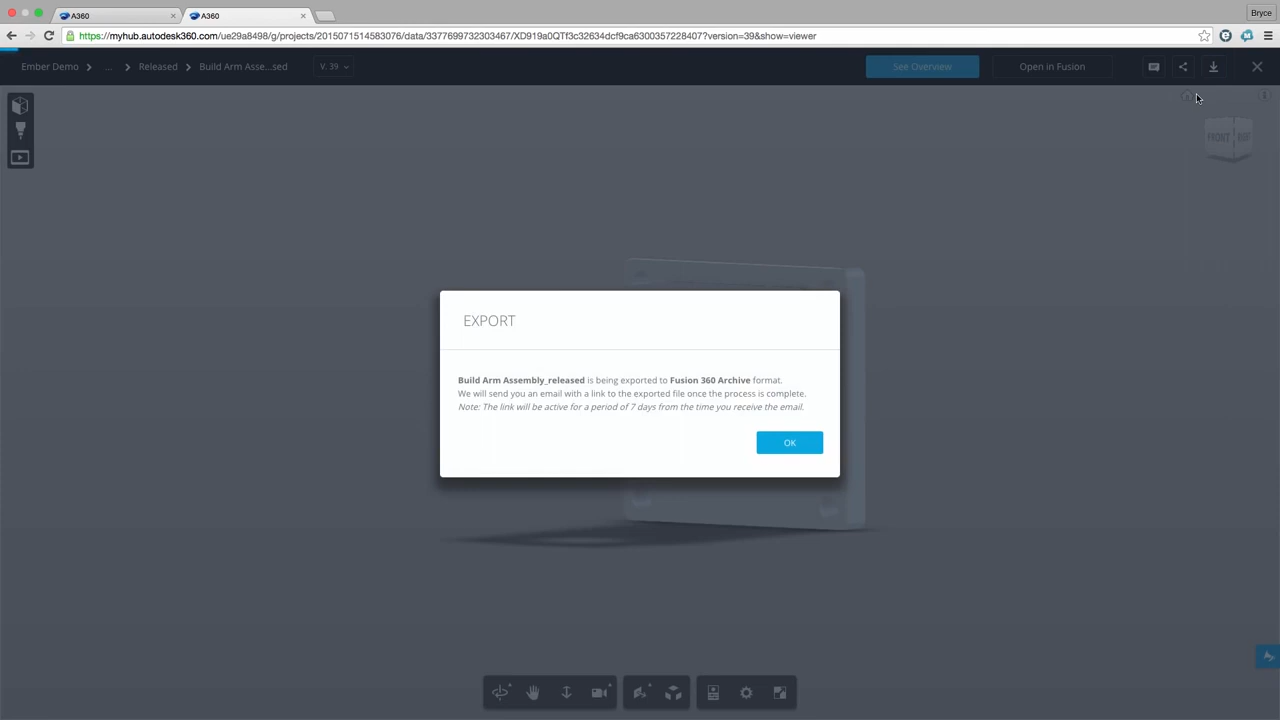 A360
A360
Bryce
https://myhub.autodesk360.com/ue29a8498/g/projects/2015071514583076/data/3377699732303467/XD919a0QTf3c32634dcf9ca6300357228407?version=39&show=viewer
Ember Demo > ... > Released > Build Arm Asse...sed V. 39
See Overview
Open in Fusion
FRONT
EXPORT
Build Arm Assembly_released is being exported to Fusion 360 Archive format.
We will send you an email with a link to the exported file once the process is complete.
Note: The link will be active for a period of 7 days from the time you receive the email.
OK